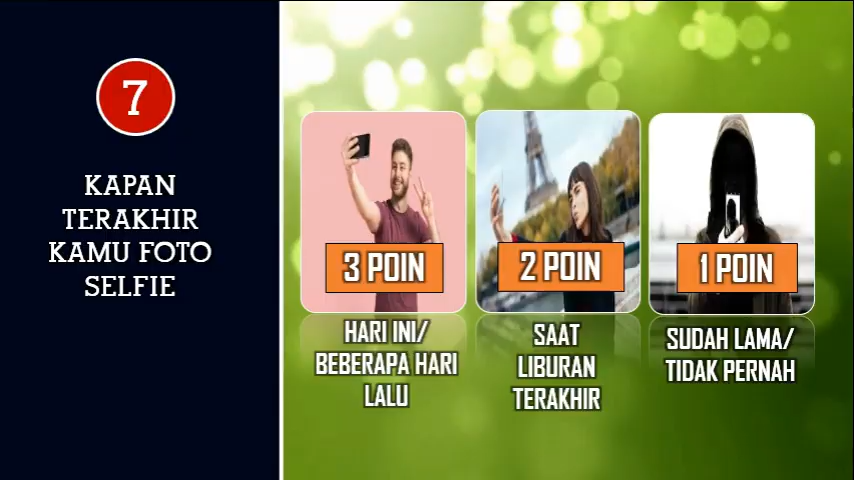 7
KAPAN
TERAKHIR
KAMU FOTO
SELFIE
3 POIN
HARI INI/
BEBERAPA HARI
LALU
2 POIN
SAAT
LIBURAN
TERAKHIR
1 POIN
SUDAH LAMA/
TIDAK PERNAH